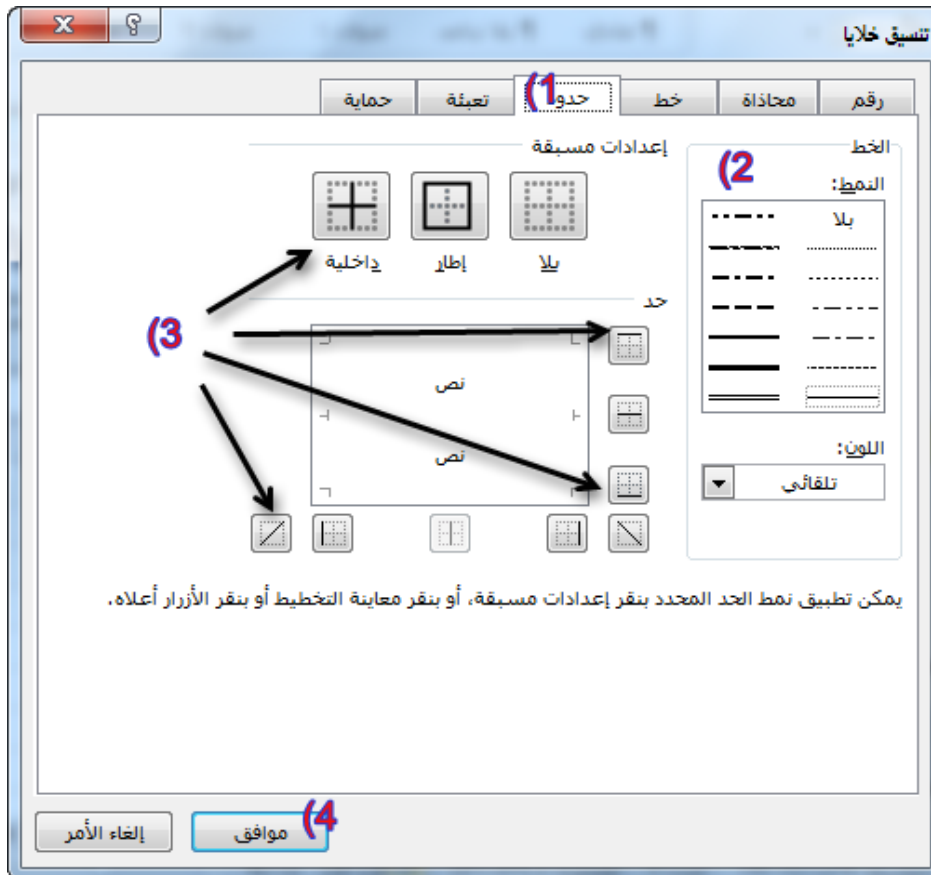 تنسيق خلايا
رقم
محاذاة
خط
حدو
(1
تعبئة
حماية
الخط
(2
النمط:
بلا
إعدادات مسبقة
بلا
إطار
داخلية
حد
(3
نص
نص
اللون:
تلقائي
يمكن تطبيق نمط الحد المحدد بنقر إعدادات مسبقة، أو بنقر معاينة التخطيط أو بنقر الأزرار أعلاه.
(4
موافق
إلغاء الأمر